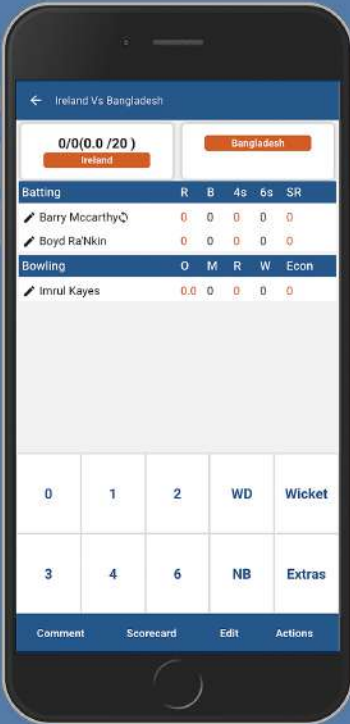 Ireland Vs Bangladesh
0/0(0.0 /20 )
Ireland
Bangladesh
Batting R B 4s 6s SR
Barry Mccarthy 0 0 0 0 0
Boyd Ra'Nkin 0 0 0 0 0
Bowling O M R W Econ
Imrul Kayes 0.0 0 0 0 0
0 1 2 WD Wicket
3 4 6 NB Extras
Comment Scorecard Edit Actions